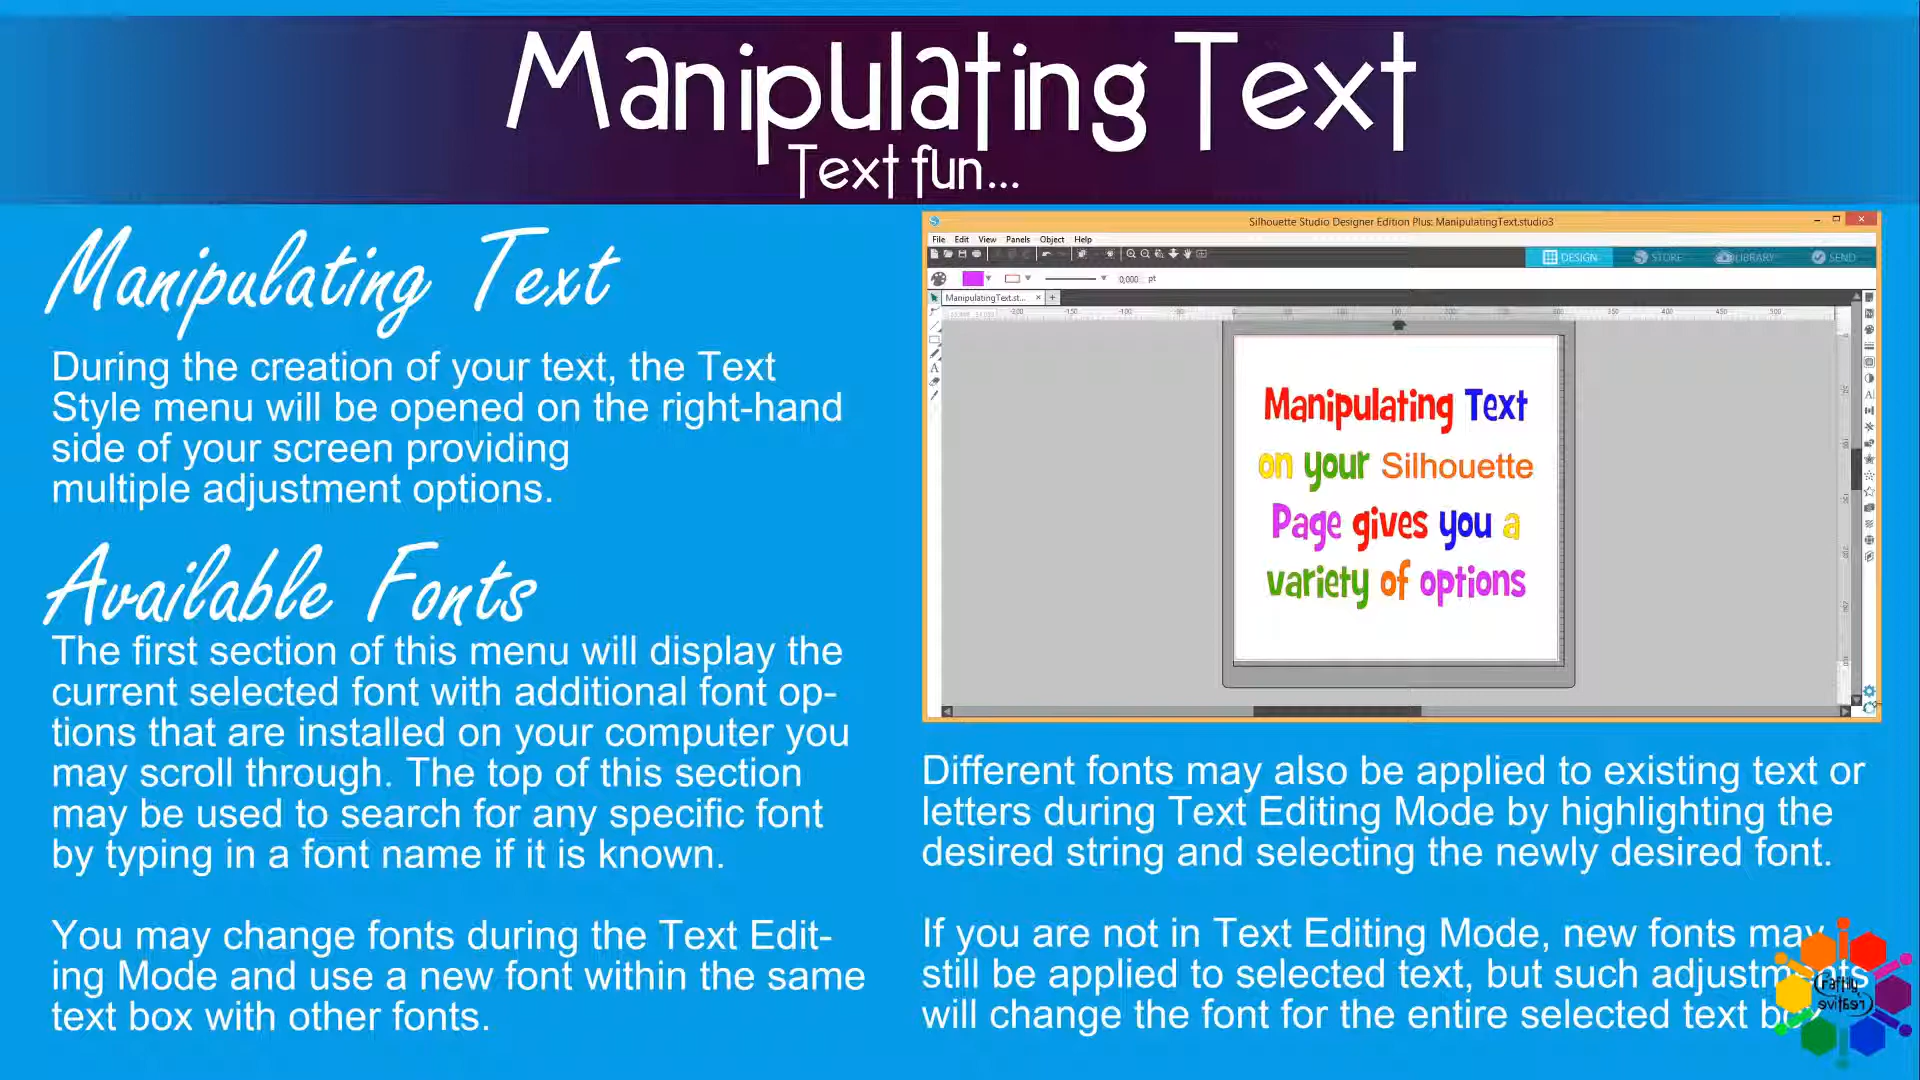 Manipulating Text
Text fun...
Manipulating Text
During the creation of your text, the Text
Style menu will be opened on the right-hand
side of your screen providing
multiple adjustment options.
Available Fonts
The first section of this menu will display the
current selected font with additional font op-
tions that are installed on your computer you
may scroll through. The top of this section
may be used to search for any specific font
by typing in a font name if it is known.
You may change fonts during the Text Edit-
ing Mode and use a new font within the same
text box with other fonts.
Silhouette Studio Designer Edition Plus: ManipulatingText.studio3
File Edit View Panels Object Help
DESIGN STORE LIBRARY SEND
0,000 pt
ManipulatingText.st...
Manipulating Text
on your Silhouette
Page gives you a
variety of options
Different fonts may also be applied to existing text or
letters during Text Editing Mode by highlighting the
desired string and selecting the newly desired font.
If you are not in Text Editing Mode, new fonts may
still be applied to selected text, but such adjustments
will change the font for the entire selected text box